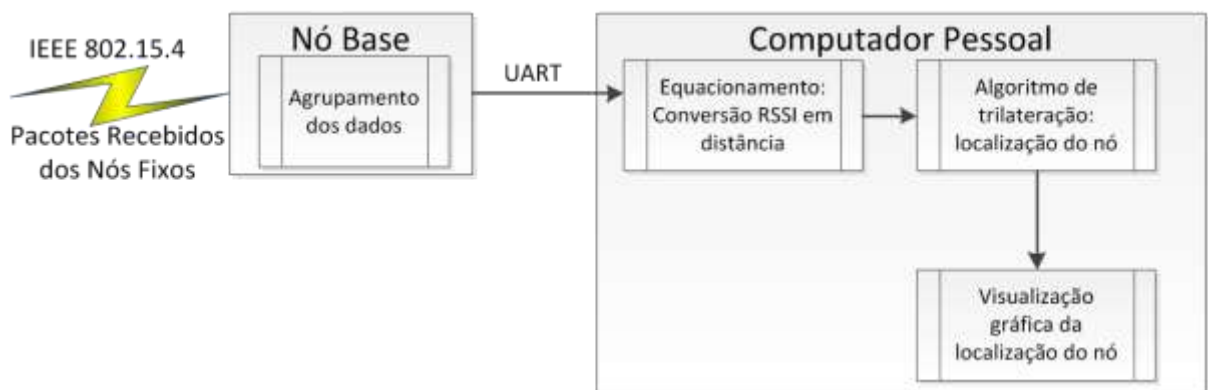 IEEE 802.15.4
Pacotes Recebidos
dos Nós Fixos
Nó Base
Agrupamento
dos dados
UART
Computador Pessoal
Equacionamento:
Conversão RSSI em
distância
Algoritmo de
trilateração:
localização do nó
Visualização
gráfica da
localização do nó